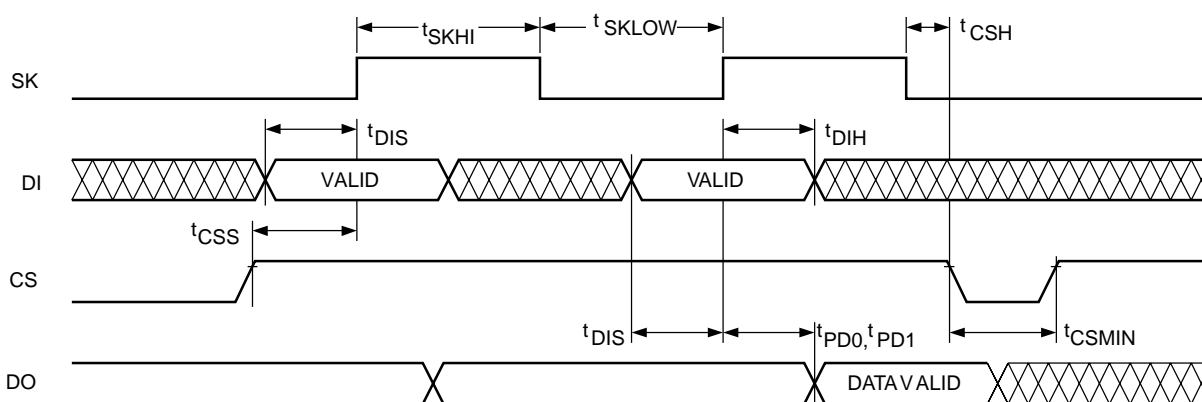 tSKHI
tSKLOW
tCSH
SK
tDIS
tDIH
DI
VALID
VALID
tCSS
CS
tDIS
tPD0,tPD1
tCSMIN
DO
DATA VALID